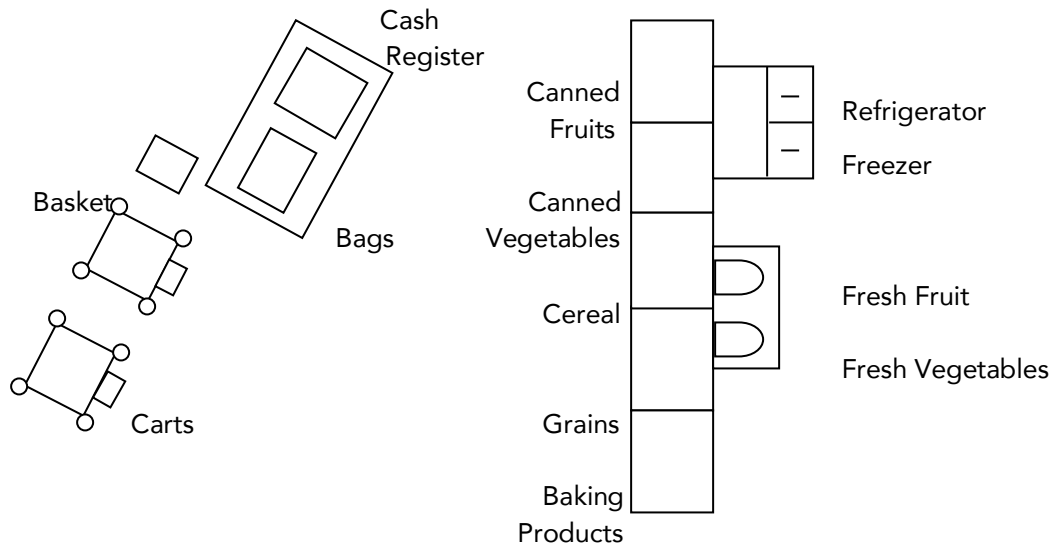 Cash
Register
Basket
Bags
Carts
Canned
Fruits
Canned
Vegetables
Cereal
Grains
Baking
Products
Refrigerator
Freezer
Fresh Fruit
Fresh Vegetables